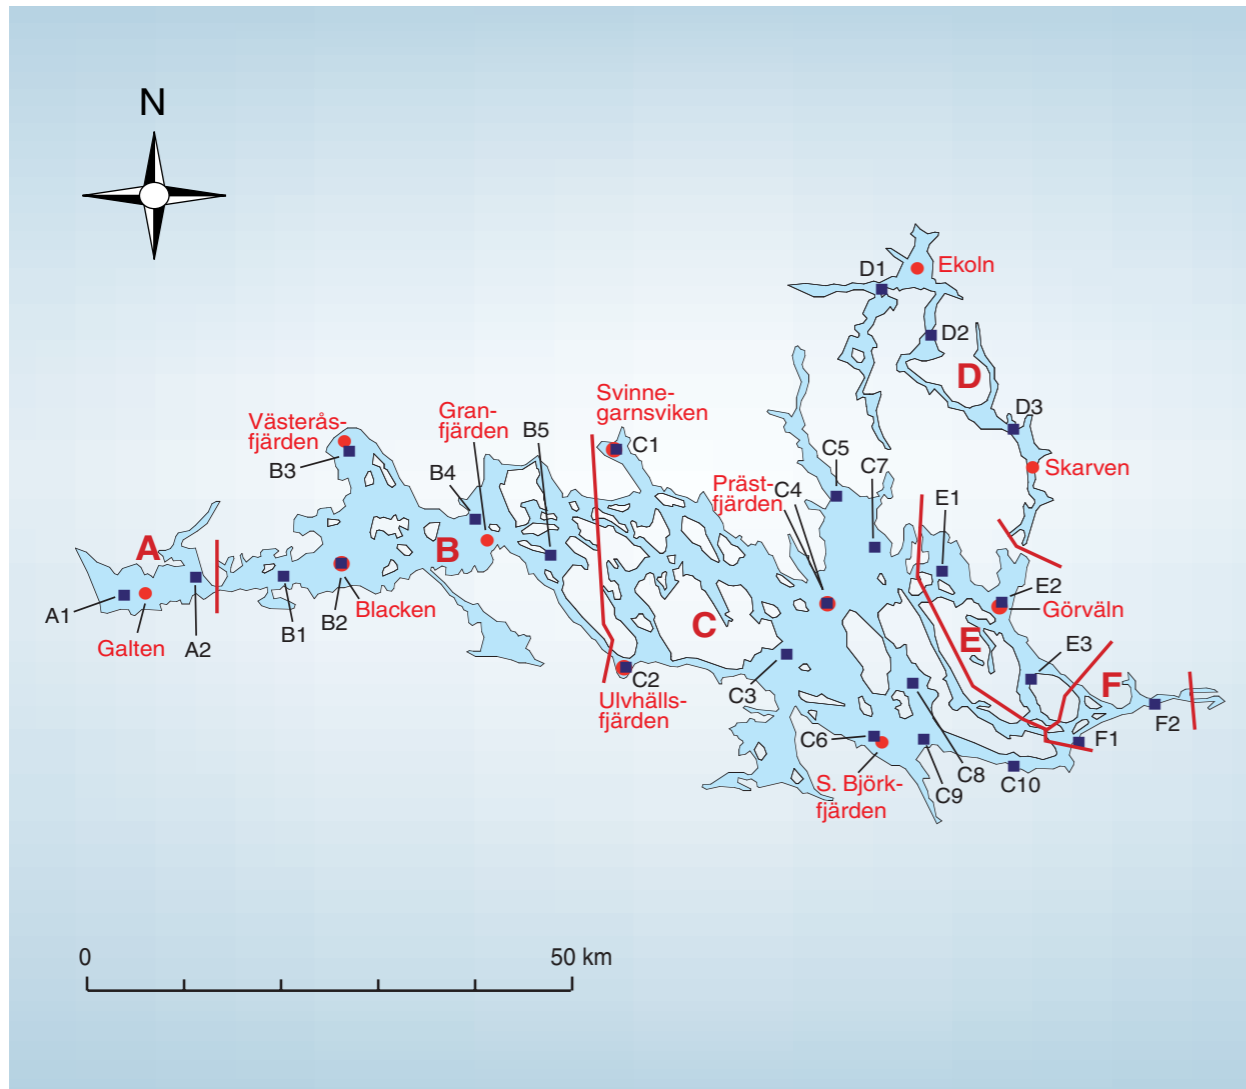 N
Ekoln
D1
D2
D
D3
Skarven
Svinne-
garnsviken
C1
Gran-
fjärden
B5
Västerås-
fjärden
B3
B4
C5
C7
Präst-
fjärden
C4
E1
A
B
A1
Galten
A2
B1
B2
Blacken
C
E2
Görväln
E
E3
F
C2
Ulvhälls-
fjärden
C3
C6
C8
C9
C10
F1
F2
S. Björk-
fjärden
0
50 km